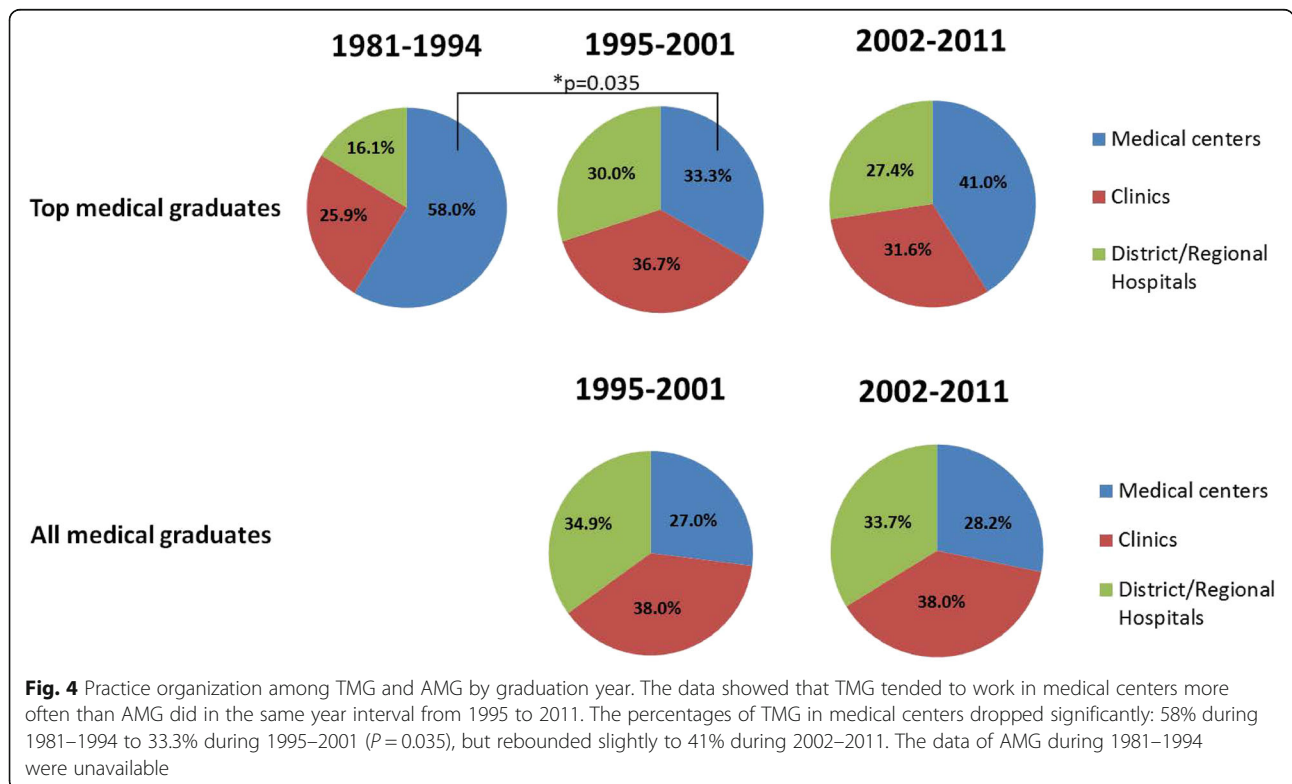 1981-1994
1995-2001
2002-2011
*p=0.035
Top medical graduates
16.1%
58.0%
25.9%
30.0%
33.3%
36.7%
27.4%
41.0%
31.6%
Medical centers
Clinics
District/Regional
Hospitals
1995-2001
2002-2011
All medical graduates
34.9%
27.0%
38.0%
33.7%
28.2%
38.0%
Medical centers
Clinics
District/Regional
Hospitals
Fig. 4 Practice organization among TMG and AMG by graduation year. The data showed that TMG tended to work in medical centers more
often than AMG did in the same year interval from 1995 to 2011. The percentages of TMG in medical centers dropped significantly: 58% during
1981–1994 to 33.3% during 1995–2001 (P = 0.035), but rebounded slightly to 41% during 2002–2011. The data of AMG during 1981–1994
were unavailable